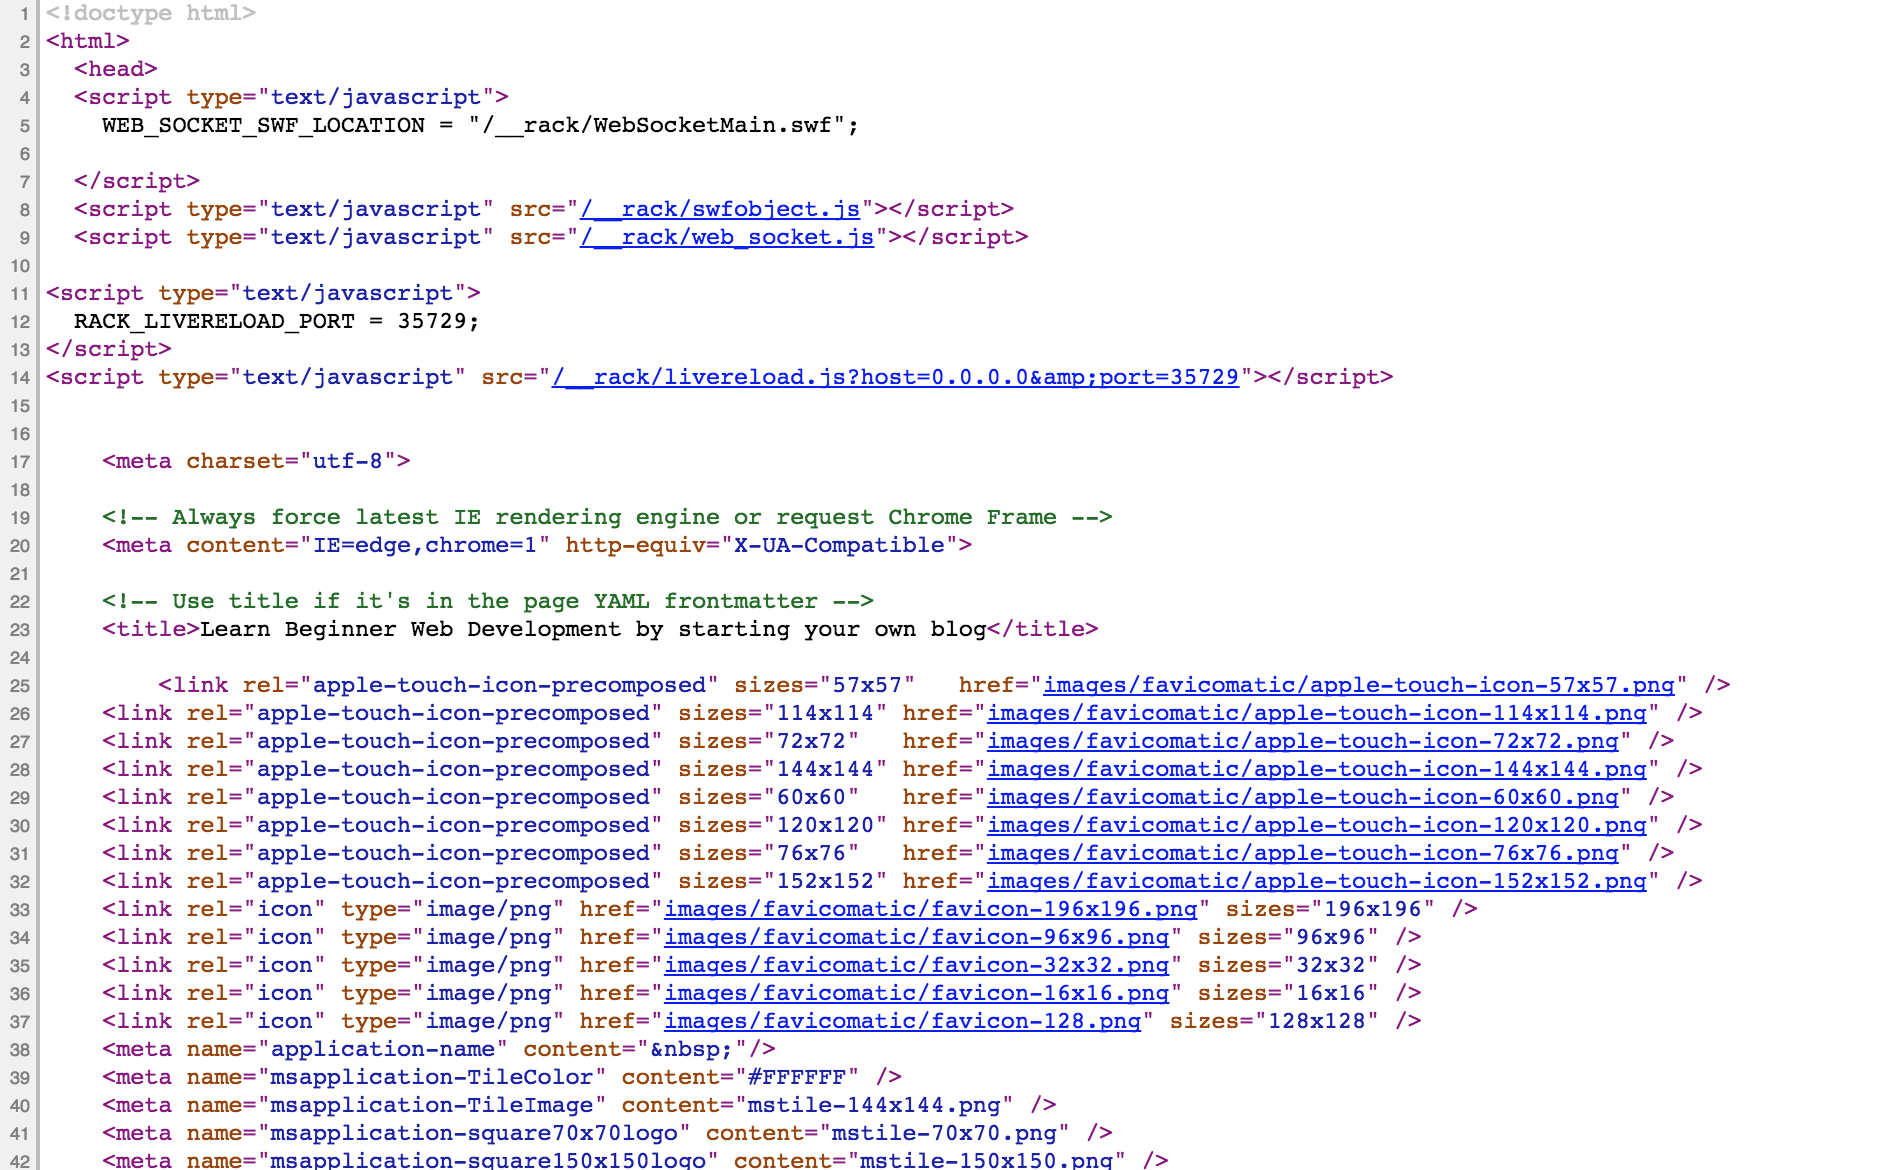 1 <!doctype html>
2 <html>
3 <head>
4 <script type="text/javascript">
5 WEB_SOCKET_SWF_LOCATION = "/__rack/WebSocketMain.swf";
6
7 </script>
8 <script type="text/javascript" src="/__rack/swfobject.js"></script>
9 <script type="text/javascript" src="/__rack/web_socket.js"></script>
10
11 <script type="text/javascript">
12 RACK_LIVERELOAD_PORT = 35729;
13 </script>
14 <script type="text/javascript" src="/__rack/livereload.js?host=0.0.0.0&amp;port=35729"></script>
15
16
17 <meta charset="utf-8">
18
19 <!-- Always force latest IE rendering engine or request Chrome Frame -->
20 <meta content="IE=edge,chrome=1" http-equiv="X-UA-Compatible">
21
22 <!-- Use title if it's in the page YAML frontmatter -->
23 <title>Learn Beginner Web Development by starting your own blog</title>
24
25 <link rel="apple-touch-icon-precomposed" sizes="57x57" href="images/favicomatic/apple-touch-icon-57x57.png" />
26 <link rel="apple-touch-icon-precomposed" sizes="114x114" href="images/favicomatic/apple-touch-icon-114x114.png" />
27 <link rel="apple-touch-icon-precomposed" sizes="72x72" href="images/favicomatic/apple-touch-icon-72x72.png" />
28 <link rel="apple-touch-icon-precomposed" sizes="144x144" href="images/favicomatic/apple-touch-icon-144x144.png" />
29 <link rel="apple-touch-icon-precomposed" sizes="60x60" href="images/favicomatic/apple-touch-icon-60x60.png" />
30 <link rel="apple-touch-icon-precomposed" sizes="120x120" href="images/favicomatic/apple-touch-icon-120x120.png" />
31 <link rel="apple-touch-icon-precomposed" sizes="76x76" href="images/favicomatic/apple-touch-icon-76x76.png" />
32 <link rel="apple-touch-icon-precomposed" sizes="152x152" href="images/favicomatic/apple-touch-icon-152x152.png" />
33 <link rel="icon" type="image/png" href="images/favicomatic/favicon-196x196.png" sizes="196x196" />
34 <link rel="icon" type="image/png" href="images/favicomatic/favicon-96x96.png" sizes="96x96" />
35 <link rel="icon" type="image/png" href="images/favicomatic/favicon-32x32.png" sizes="32x32" />
36 <link rel="icon" type="image/png" href="images/favicomatic/favicon-16x16.png" sizes="16x16" />
37 <link rel="icon" type="image/png" href="images/favicomatic/favicon-128.png" sizes="128x128" />
38 <meta name="application-name" content="&nbsp;"/>
39 <meta name="msapplication-TileColor" content="#FFFFFF" />
40 <meta name="msapplication-TileImage" content="mstile-144x144.png" />
41 <meta name="msapplication-square70x70logo" content="mstile-70x70.png" />
42 <meta name="msapplication-square150x150logo" content="mstile-150x150.png" />